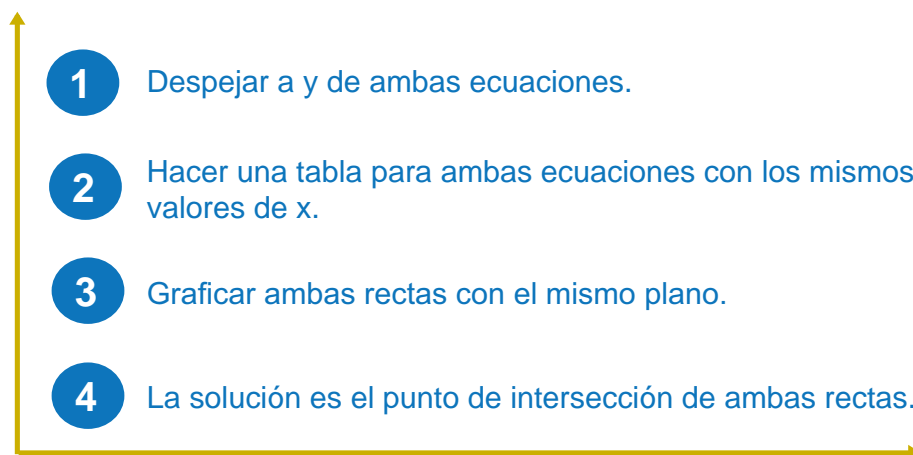 1 Despejar a y de ambas ecuaciones.
2 Hacer una tabla para ambas ecuaciones con los mismos
valores de x.
3 Graficar ambas rectas con el mismo plano.
4 La solución es el punto de intersección de ambas rectas.